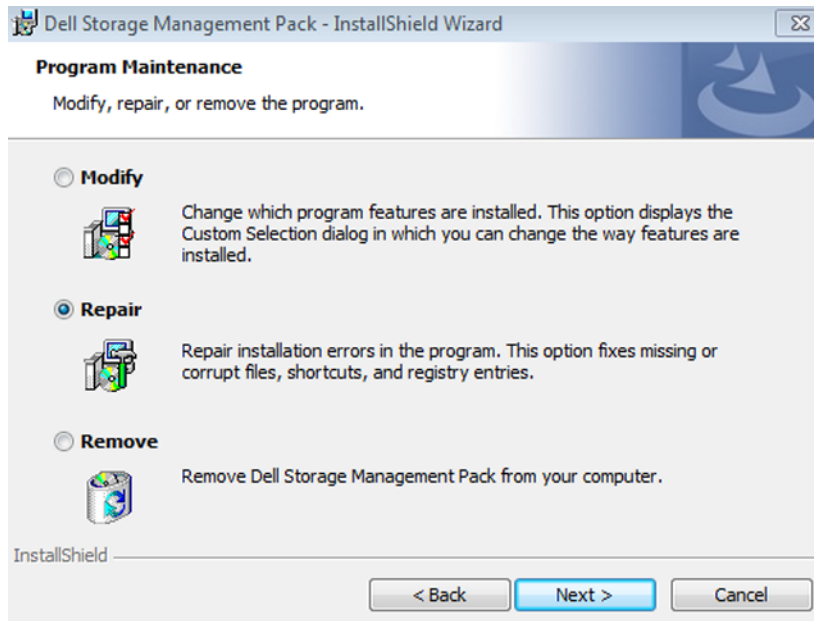 Dell Storage Management Pack - InstallShield Wizard
Program Maintenance
Modify, repair, or remove the program.
Modify
Change which program features are installed. This option displays the
Custom Selection dialog in which you can change the way features are
installed.
Repair
Repair installation errors in the program. This option fixes missing or
corrupt files, shortcuts, and registry entries.
Remove
Remove Dell Storage Management Pack from your computer.
InstallShield
< Back
Next >
Cancel